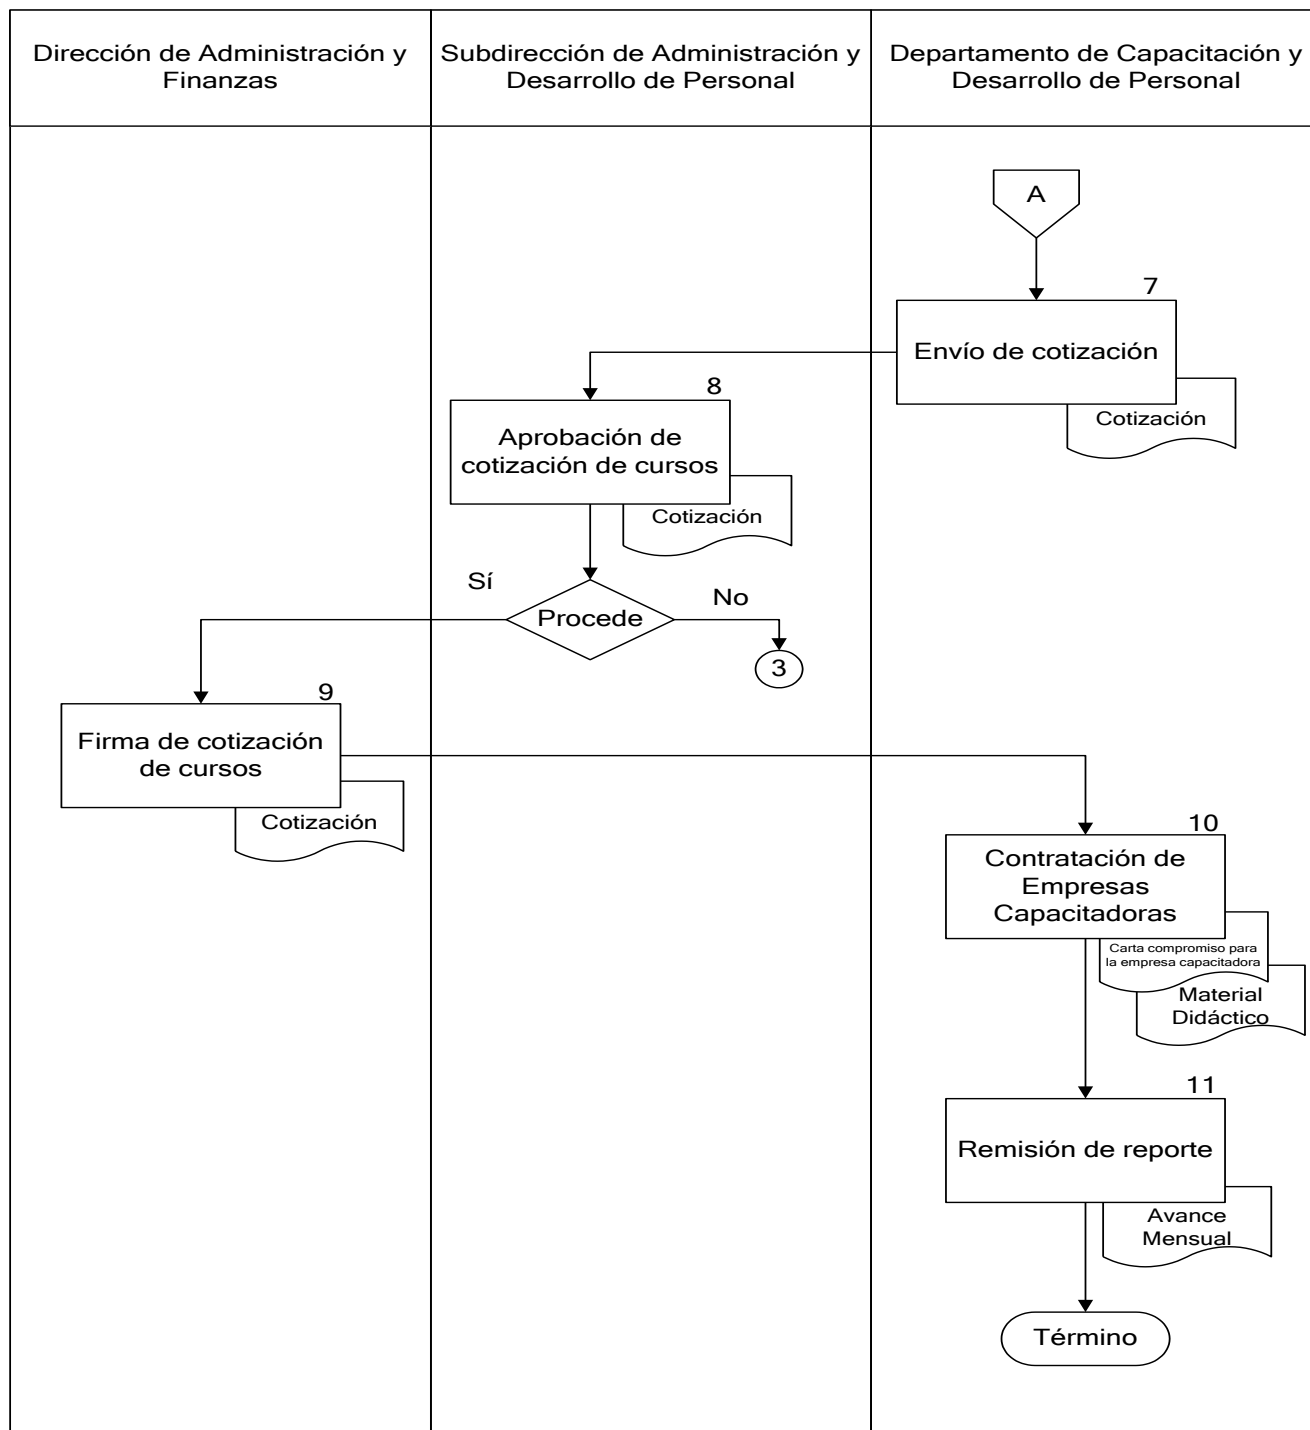 Dirección de Administración y
Finanzas
Subdirección de Administración y
Desarrollo de Personal
Departamento de Capacitación y
Desarrollo de Personal
A
7
Envío de cotización
Cotización
8
Aprobación de
cotización de cursos
Cotización
Sí
Procede
No
3
9
Firma de cotización
de cursos
Cotización
10
Contratación de
Empresas
Capacitadoras
Carta compromiso para
la empresa capacitadora
Material
Didáctico
11
Remisión de reporte
Avance
Mensual
Término